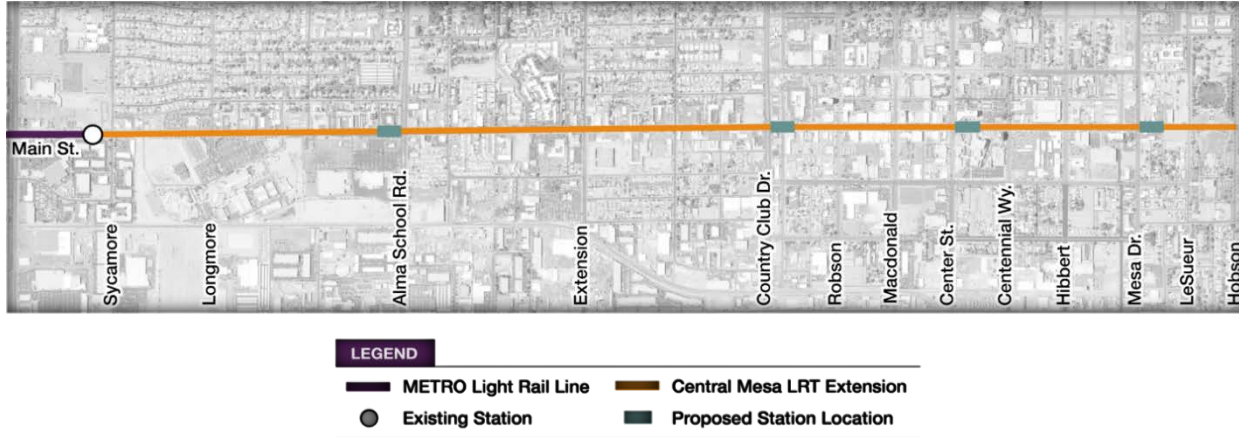 Main St.
Sycamore
Longmore
Alma School Rd.
Extension
Country Club Dr.
Robson
Macdonald
Center St.
Centennial Wy.
Hibbert
Mesa Dr.
LeSueur
Hobson
LEGEND
METRO Light Rail Line
Central Mesa LRT Extension
Existing Station
Proposed Station Location